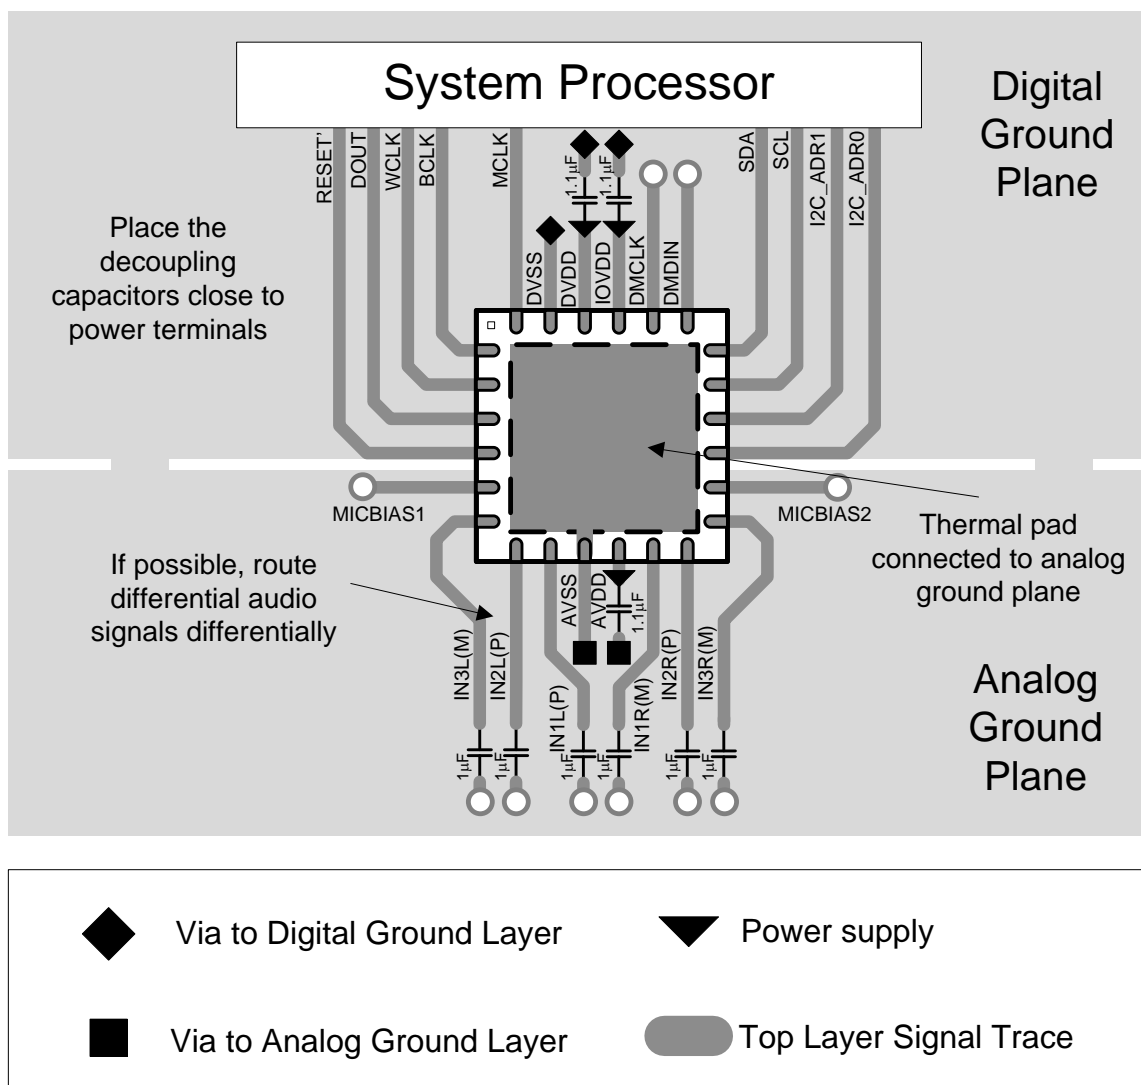 System Processor
Digital
Ground
Plane
RESET’
DOUT
WCLK
BCLK
MCLK
1.1µF
1.1µF
SDA
SCL
I2C_ADR1
I2C_ADR0
Place the
decoupling
capacitors close to
power terminals
DVSS
DVDD
IOVDD
DMCLK
DMDIN
MICBIAS1
MICBIAS2
Thermal pad
connected to analog
ground plane
If possible, route
differential audio
signals differentially
AVSS
AVDD
1.1µF
IN3L(M)
IN2L(P)
IN1L(P)
IN1R(M)
IN2R(P)
IN3R(M)
Analog
Ground
Plane
1µF
1µF
1µF
1µF
1µF
1µF
Via to Digital Ground Layer
Power supply
Via to Analog Ground Layer
Top Layer Signal Trace